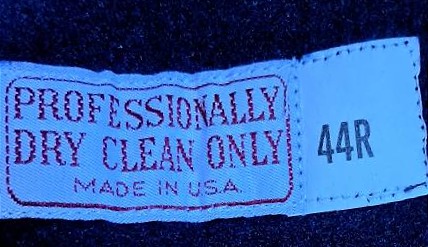 PROFESSIONALLY
DRY CLEAN ONLY
MADE IN U.S.A.
44R